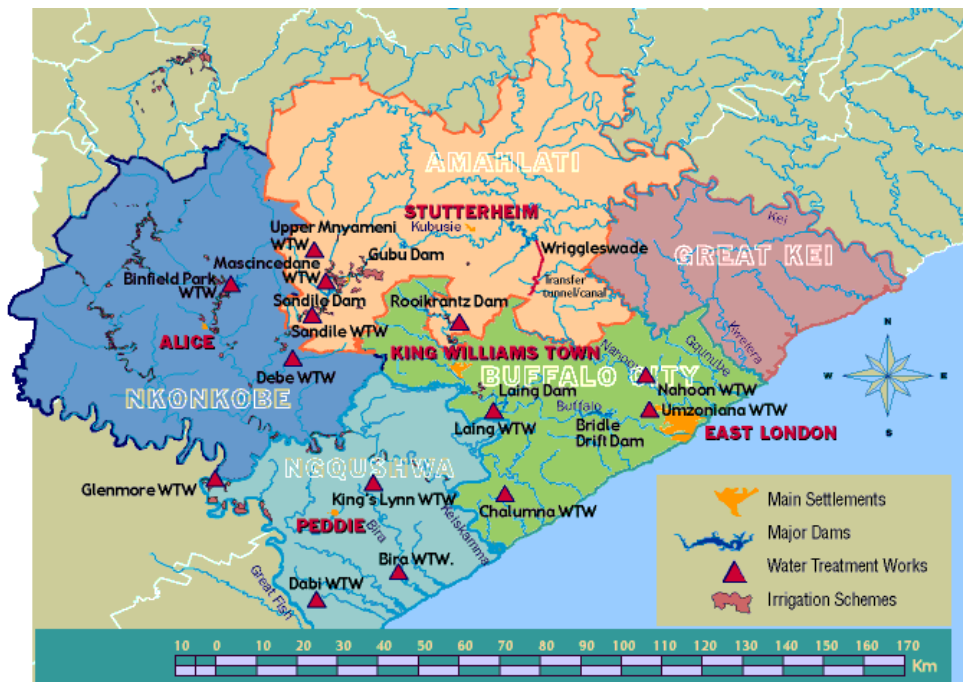 AMAHLATI
STUTTERHEIM
Kubusie
Upper Mnyameni
WTW
Gubu Dam
Mascincedane
WTW
Wriggleswade
Kei
GREAT KEI
Binfield Park
WTW
Transfer
tunnel/canal
Sandile Dam
Rooikrantz Dam
Sandile WTW
ALICE
KING WILLIAMS TOWN
Nahoon
Gqunube
Kwelera
Debe WTW
BUFFALO CITY
NKONKOBE
Laing Dam
Nahoon WTW
Buffalo
Umzoniana WTW
Laing WTW
Bridle
Drift Dam
EAST LONDON
NGQUSHWA
Glenmore WTW
King's Lynn WTW
Chalumna WTW
PEDDIE
Bira
Keiskamma
Bira WTW.
Dabi WTW
Great Fish
N
W
E
S
Main Settlements
Major Dams
Water Treatment Works
Irrigation Schemes
10 0 10 20 30 40 50 60 70 80 90 100 110 120 130 140 150 160 170
Km